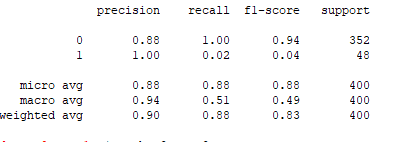 precision recall f1-score support
0 0.88 1.00 0.94 352
1 1.00 0.02 0.04 48
micro avg 0.88 0.88 0.88 400
macro avg 0.94 0.51 0.49 400
weighted avg 0.90 0.88 0.83 400